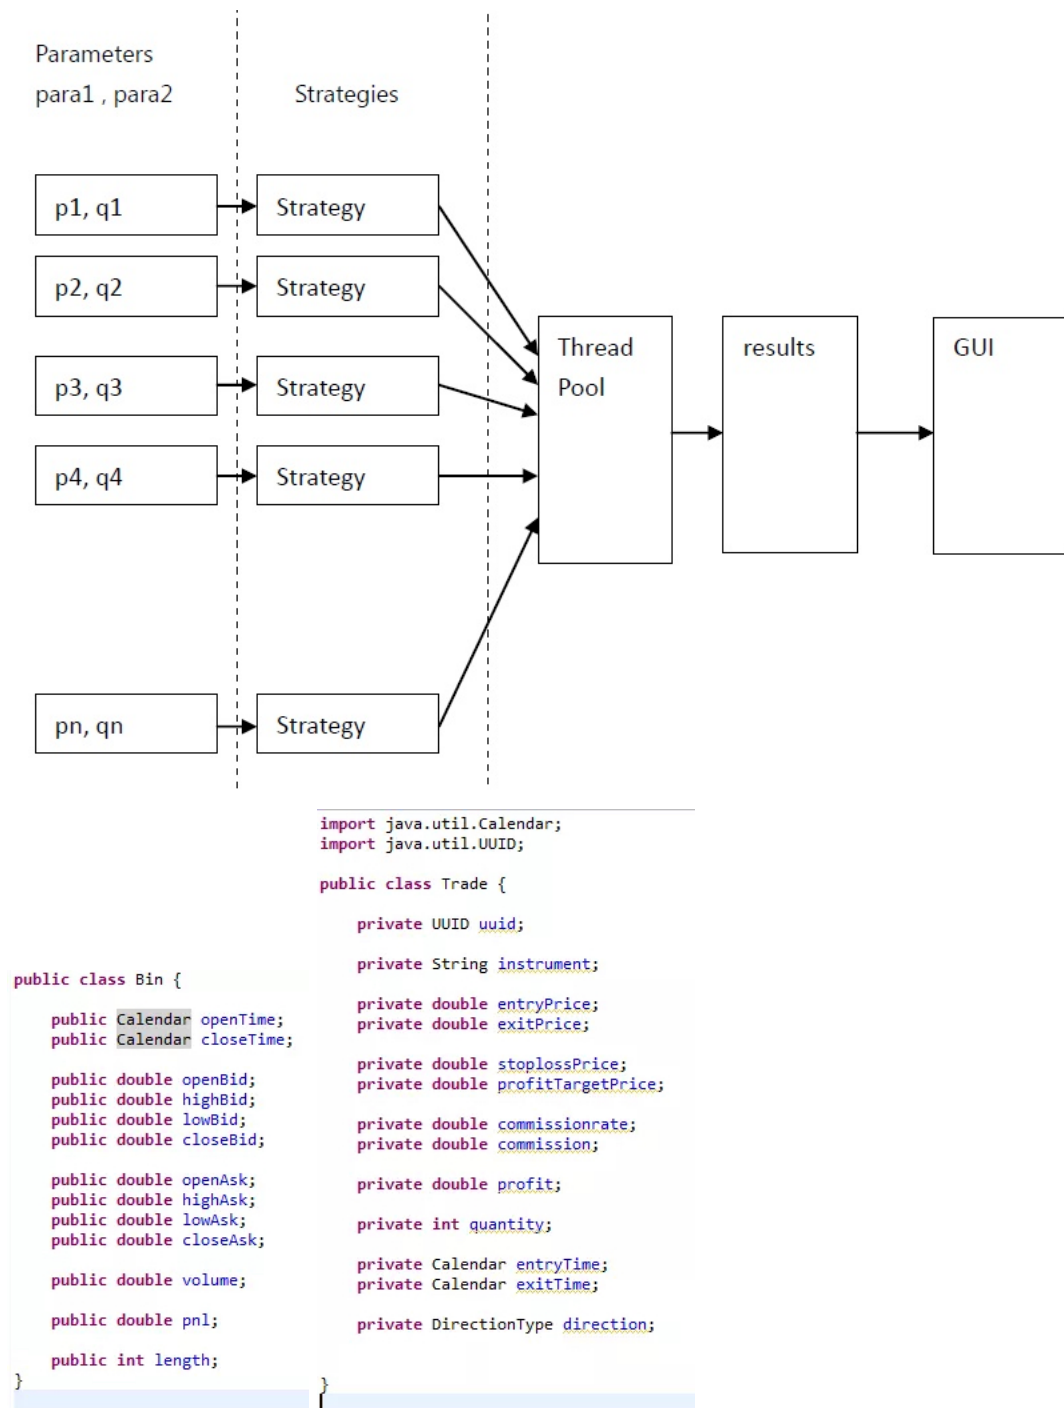 Parameters
para1 , para2
Strategies
p1, q1
Strategy
p2, q2
Strategy
p3, q3
Strategy
p4, q4
Strategy
pn, qn
Strategy
Thread
Pool
results
GUI
public class Bin {
public Calendar openTime;
public Calendar closeTime;
public double openBid;
public double highBid;
public double lowBid;
public double closeBid;
public double openAsk;
public double highAsk;
public double lowAsk;
public double closeAsk;
public double volume;
public double pnl;
public int length;
}
import java.util.Calendar;
import java.util.UUID;
public class Trade {
private UUID uuid;
private String instrument;
private double entryPrice;
private double exitPrice;
private double stoplossPrice;
private double profitTargetPrice;
private double commissionrate;
private double commission;
private double profit;
private int quantity;
private Calendar entryTime;
private Calendar exitTime;
private DirectionType direction;
}